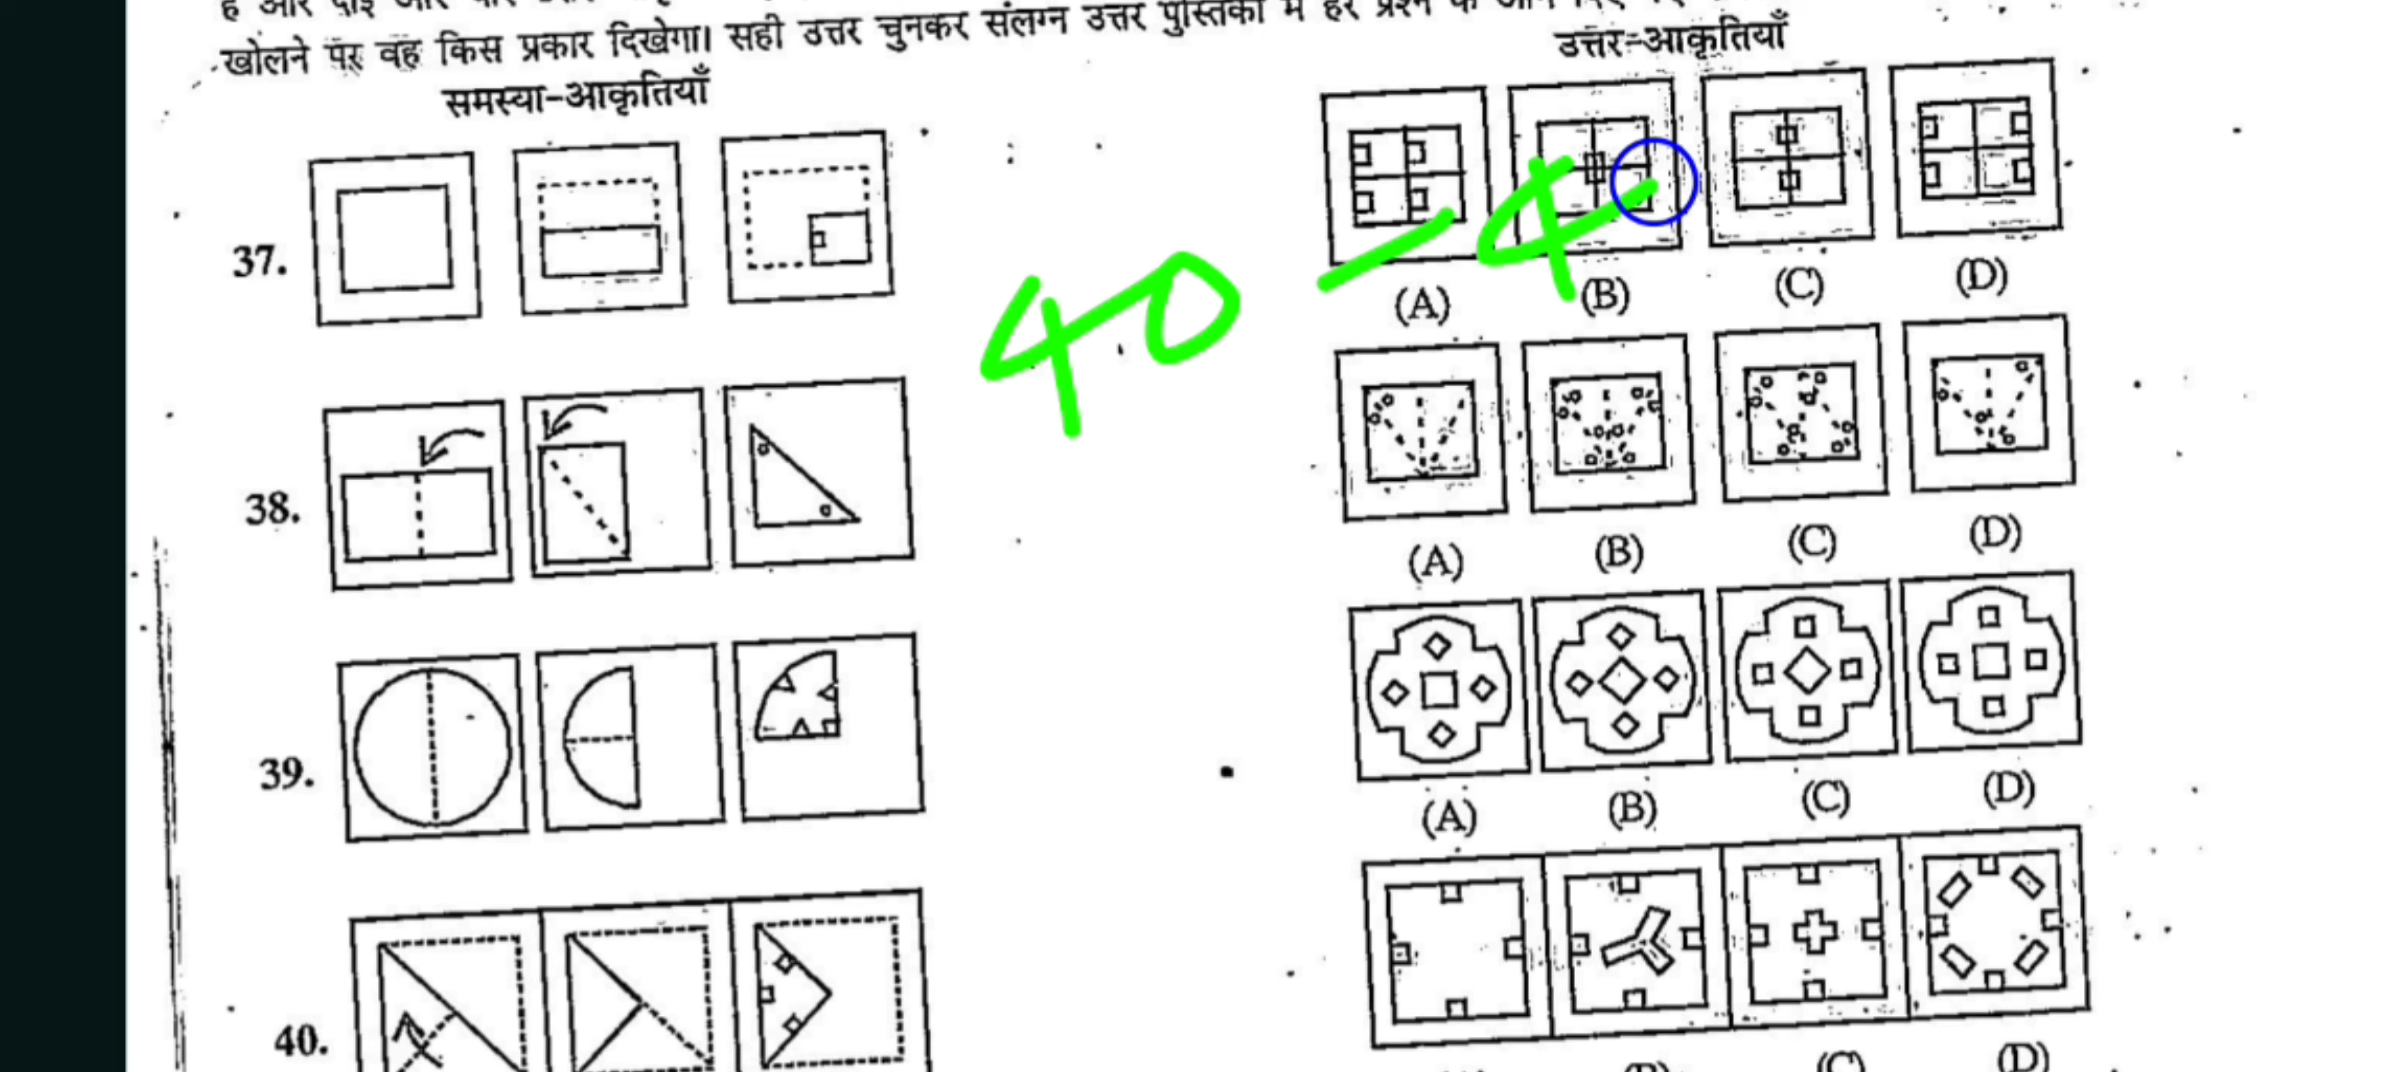 खोलने पर वह किस प्रकार दिखेगा। सही उत्तर चुनकर संलग्न उत्तर पुस्तिका में हर प्रश्न के
समस्या-आकृतियाँ
उत्तर-आकृतियाँ
37.
(A) (B) (C) (D)
40 - 4
38.
(A) (B) (C) (D)
39.
(A) (B) (C) (D)
40.
(B) (C) (D)